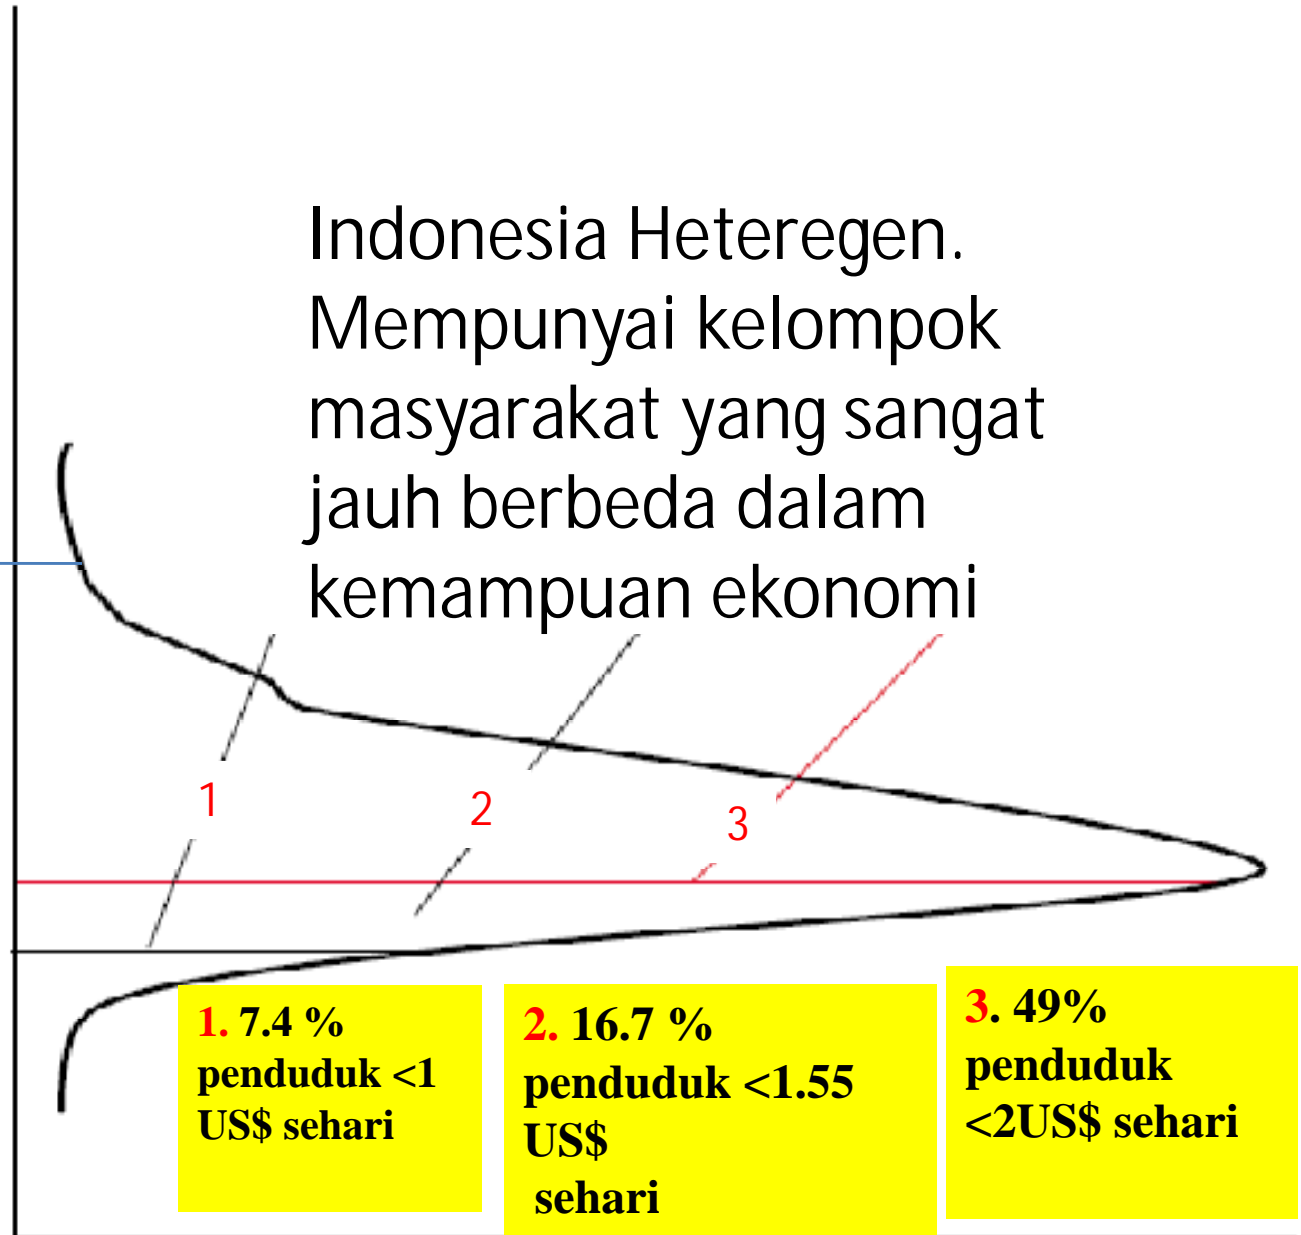 Indonesia Heteregen.
Mempunyai kelompok
masyarakat yang sangat
jauh berbeda dalam
kemampuan ekonomi
1
2
3
1. 7.4 %
penduduk <1
US$ sehari
2. 16.7 %
penduduk <1.55
US$
sehari
3. 49%
penduduk
<2US$ sehari